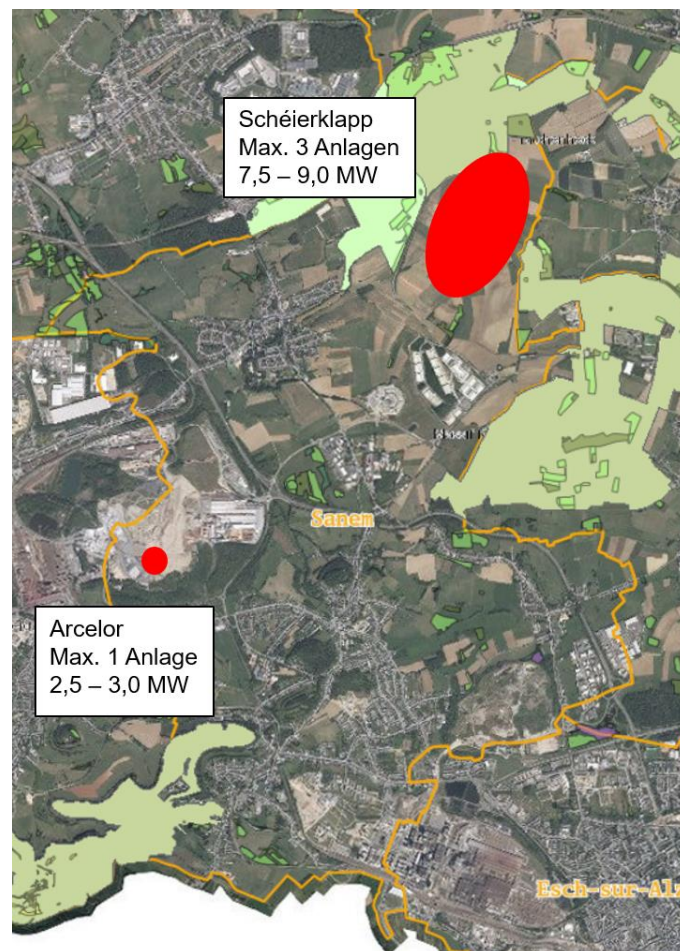 Schéierklapp
Max. 3 Anlagen
7,5 – 9,0 MW
Sanem
Arcelor
Max. 1 Anlage
2,5 – 3,0 MW
Esch-sur-Alz